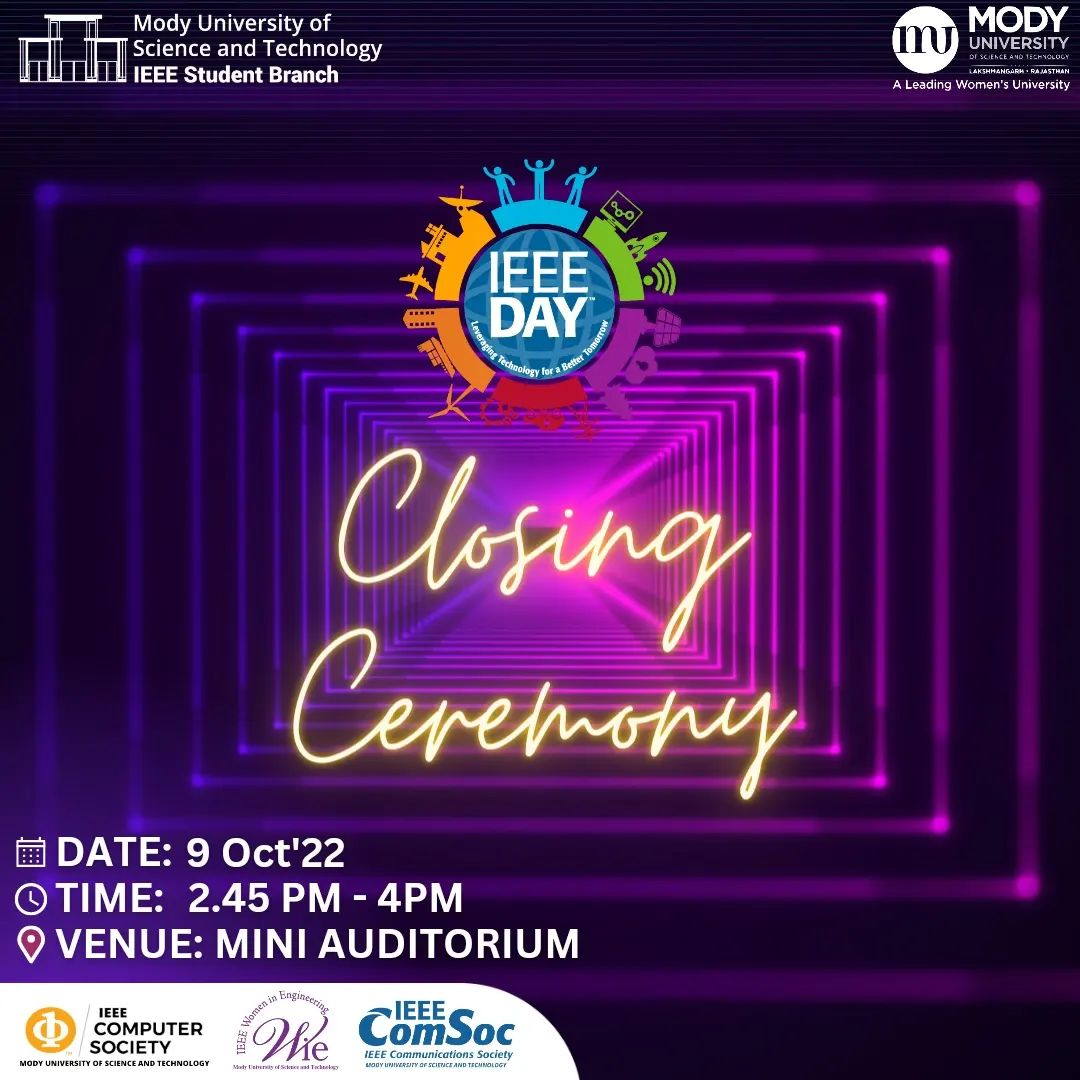 Mody University of
Science and Technology
IEEE Student Branch
mu
MODY
UNIVERSITY
OF SCIENCE AND TECHNOLOGY
LAKSHMANGARH • RAJASTHAN
A Leading Women's University
IEEE
DAY™
Leveraging Technology for a Better Tomorrow
Closing
Ceremony
DATE: 9 Oct'22
TIME: 2.45 PM - 4PM
VENUE: MINI AUDITORIUM
IEEE
COMPUTER
SOCIETY
MODY UNIVERSITY OF SCIENCE AND TECHNOLOGY
IEEE Women in Engineering
Wie
Mody University of Science and Technology
IEEE
ComSoc
IEEE Communications Society
MODY UNIVERSITY OF SCIENCE AND TECHNOLOGY